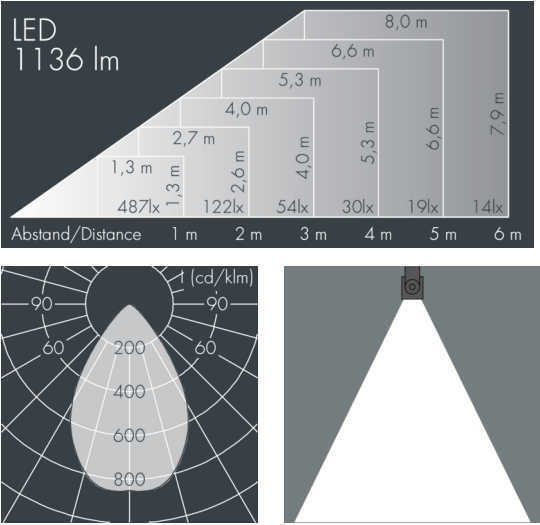 LED
1136 lm
8,0 m
6,6 m
5,3 m
4,0 m
2,7 m
1,3 m
1,3 m
2,6 m
4,0 m
5,3 m
6,6 m
7,9 m
487lx 122lx 54lx 30lx 19lx 14lx
Abstand/Distance 1 m 2 m 3 m 4 m 5 m 6 m
I (cd/klm)
90 90
60 60
200
400
600
800